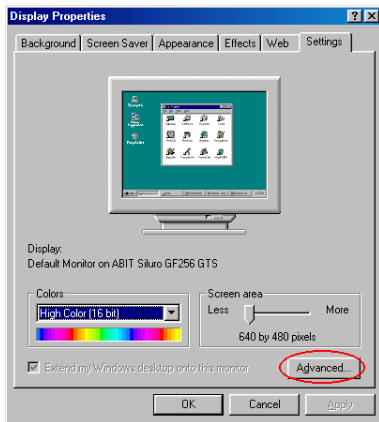 Display Properties
Background Screen Saver Appearance Effects Web Settings
Display:
Default Monitor on ABIT Siluro GF256 GTS
Colors
High Color (16 bit)
Screen area
Less More
640 by 480 pixels
Extend my Windows desktop onto this monitor.
Advanced...
OK Cancel Apply